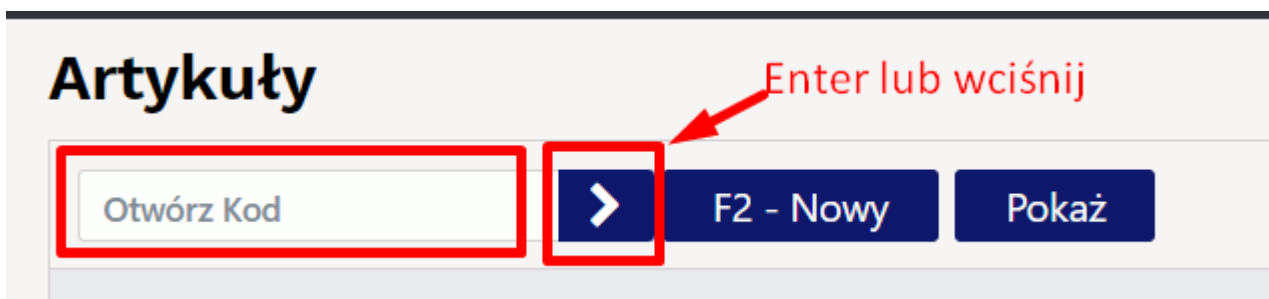 Artykuły
Enter lub wciśnij
Otwórz Kod
F2 - Nowy
Pokaż